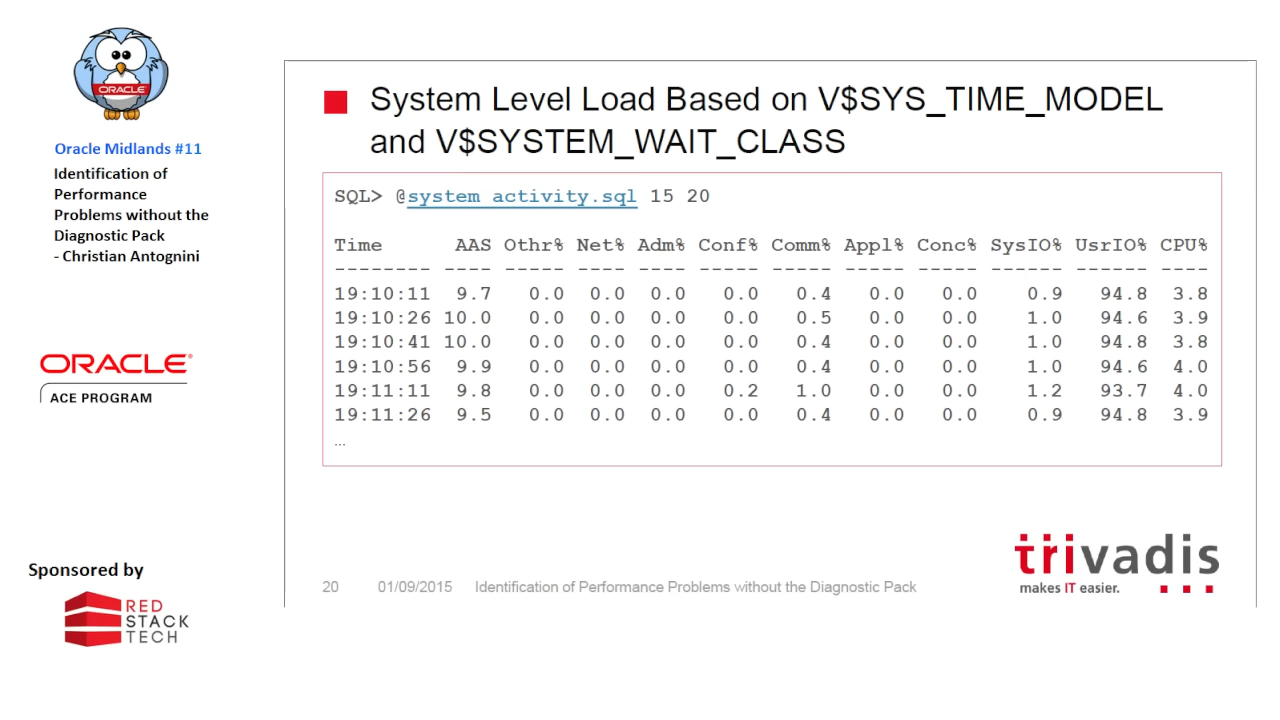 ORACLE
Oracle Midlands #11
Identification of
Performance
Problems without the
Diagnostic Pack
- Christian Antognini
ORACLE®
ACE PROGRAM
Sponsored by
RED
STACK
TECH
System Level Load Based on V$SYS_TIME_MODEL
and V$SYSTEM_WAIT_CLASS
SQL> @system_activity.sql 15 20
Time AAS Othr% Net% Adm% Conf% Comm% Appl% Conc% SysIO% UsrIO% CPU%
-------- ---- ----- ---- ---- ----- ----- ----- ----- ------ ------ ----
19:10:11 9.7 0.0 0.0 0.0 0.0 0.4 0.0 0.0 0.9 94.8 3.8
19:10:26 10.0 0.0 0.0 0.0 0.0 0.5 0.0 0.0 1.0 94.6 3.9
19:10:41 10.0 0.0 0.0 0.0 0.0 0.4 0.0 0.0 1.0 94.8 3.8
19:10:56 9.9 0.0 0.0 0.0 0.0 0.4 0.0 0.0 1.0 94.6 4.0
19:11:11 9.8 0.0 0.0 0.0 0.2 1.0 0.0 0.0 1.2 93.7 4.0
19:11:26 9.5 0.0 0.0 0.0 0.0 0.4 0.0 0.0 0.9 94.8 3.9
...
trivadis
makes IT easier.
20 01/09/2015 Identification of Performance Problems without the Diagnostic Pack